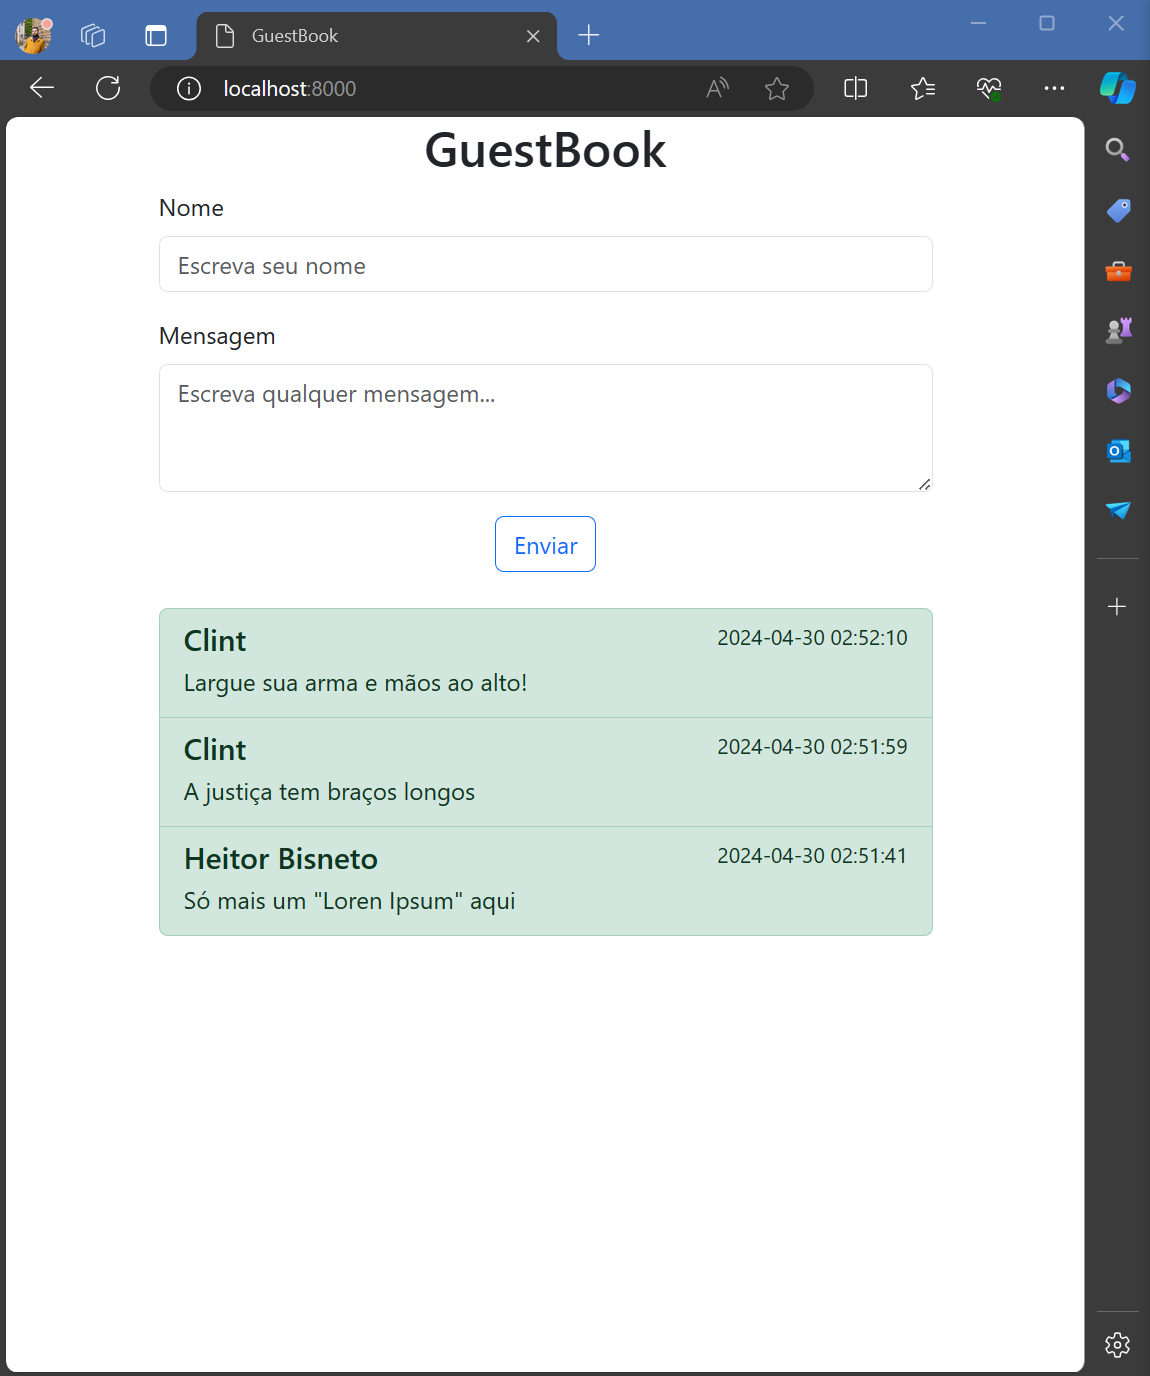 GuestBook
localhost:8000
GuestBook
Nome
Escreva seu nome
Mensagem
Escreva qualquer mensagem...
Enviar
Clint
2024-04-30 02:52:10
Largue sua arma e mãos ao alto!
Clint
2024-04-30 02:51:59
A justiça tem braços longos
Heitor Bisneto
2024-04-30 02:51:41
Só mais um "Loren Ipsum" aqui